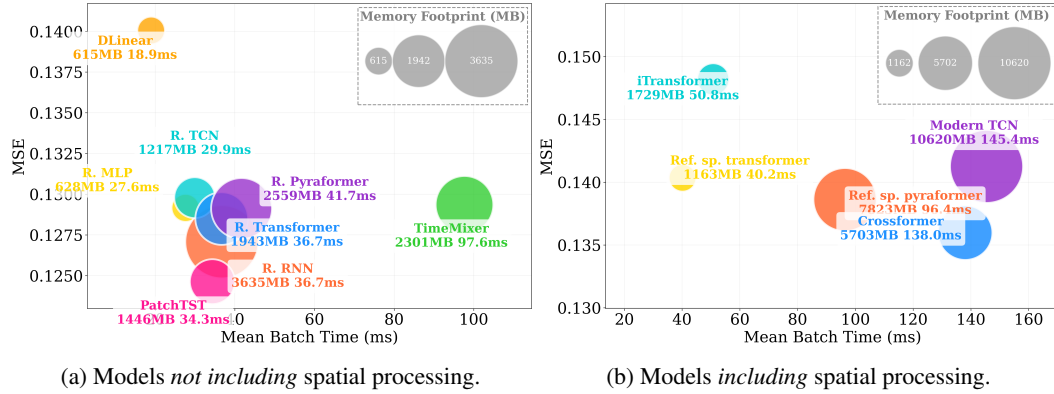 0.1400
0.1375
0.1350
0.1325
0.1300
0.1275
0.1250
MSE
DLinear
615MB 18.9ms
R. TCN
1217MB 29.9ms
R. MLP
628MB 27.6ms
R. Pyraformer
2559MB 41.7ms
R. Transformer
1943MB 36.7ms
TimeMixer
2301MB 97.6ms
R. RNN
3635MB 36.7ms
PatchTST
1446MB 34.3ms
Memory Footprint (MB)
615 1942 3635
40 60 80 100
Mean Batch Time (ms)
(a) Models not including spatial processing.
0.150
0.145
0.140
0.135
0.130
MSE
iTransformer
1729MB 50.8ms
Modern TCN
10620MB 145.4ms
Ref. sp. transformer
1163MB 40.2ms
Ref. sp. pyraformer
7823MB 96.4ms
Crossformer
5703MB 138.0ms
Memory Footprint (MB)
1162 5702 10620
20 40 60 80 100 120 140 160
Mean Batch Time (ms)
(b) Models including spatial processing.